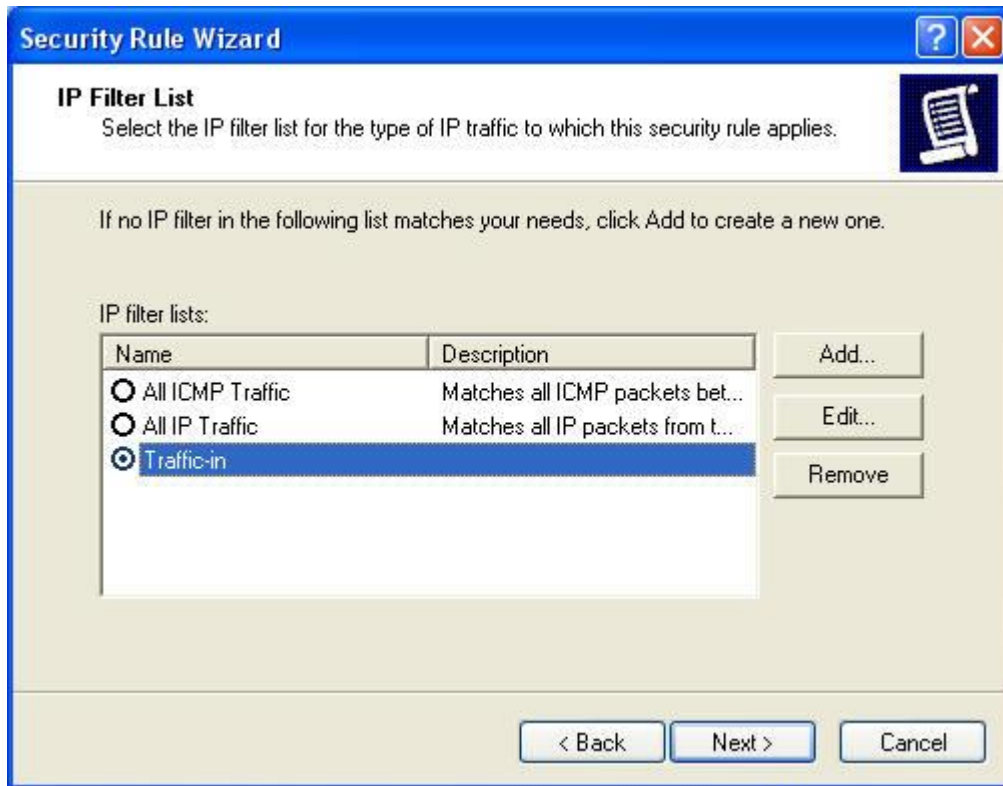 Security Rule Wizard
?
IP Filter List
Select the IP filter list for the type of IP traffic to which this security rule applies.
If no IP filter in the following list matches your needs, click Add to create a new one.
IP filter lists:
Name Description
All ICMP Traffic Matches all ICMP packets bet...
All IP Traffic Matches all IP packets from t...
Traffic-in
Add...
Edit...
Remove
< Back Next > Cancel